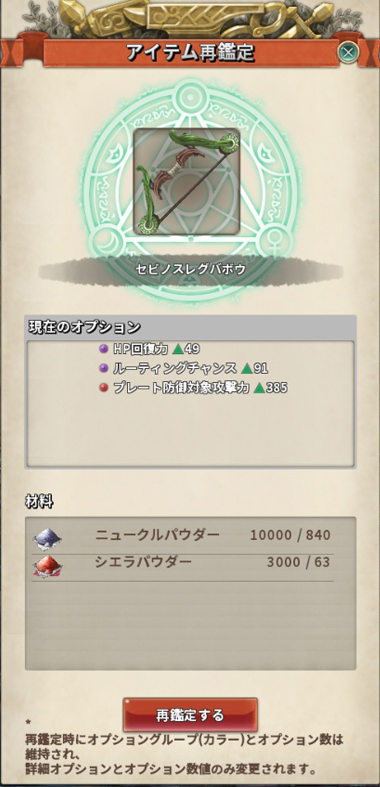 アイテム再鑑定
セビノスレグバボウ
現在のオプション
HP回復力 ▲49
ルーティングチャンス ▲91
プレート防御対象攻撃力 ▲385
材料
ニュークルパウダー 10000 / 840
シエラパウダー 3000 / 63
再鑑定する
*
再鑑定時にオプショングループ(カラー)とオプション数は
維持され、
詳細オプションとオプション数値のみ変更されます。